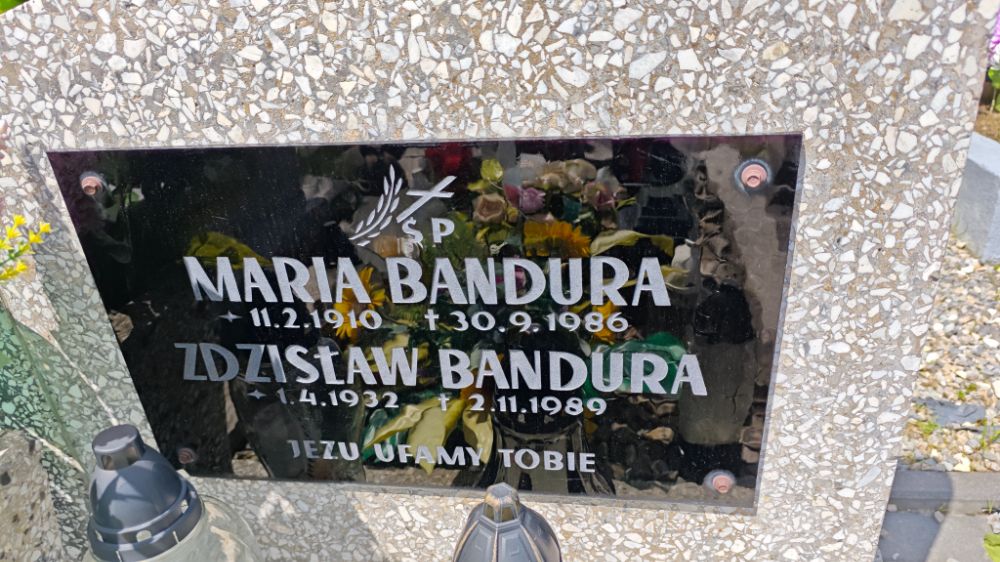 ŚP
MARIA BANDURA
✦ 11.2.1910 † 30.9.1986
ZDZISŁAW BANDURA
✦ 1.4.1932 † 2.11.1989
JEZU UFAMY TOBIE